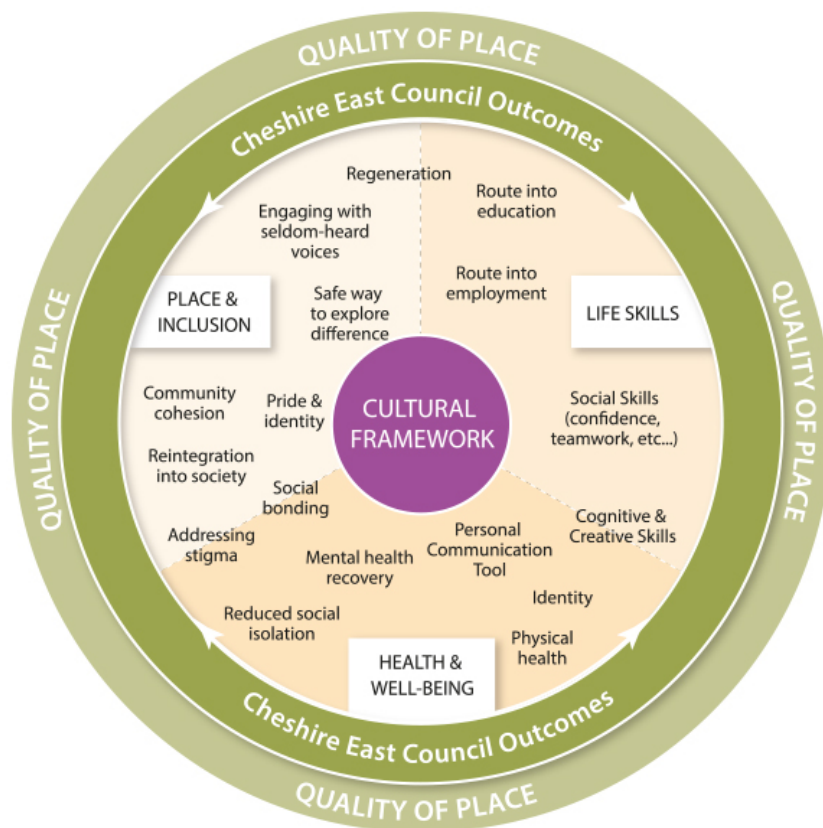 QUALITY OF PLACE
Cheshire East Council Outcomes
Regeneration
Engaging with
seldom-heard
voices
Safe way
to explore
difference
PLACE &
INCLUSION
Community
cohesion
Pride &
identity
Reintegration
into society
Social
bonding
Addressing
stigma
Route into
education
Route into
employment
LIFE SKILLS
Social Skills
(confidence,
teamwork, etc...)
Cognitive &
Creative Skills
CULTURAL
FRAMEWORK
Personal
Communication
Tool
Mental health
recovery
Identity
Reduced social
isolation
Physical
health
HEALTH &
WELL-BEING
QUALITY OF PLACE
QUALITY OF PLACE
Cheshire East Council Outcomes
QUALITY OF PLACE